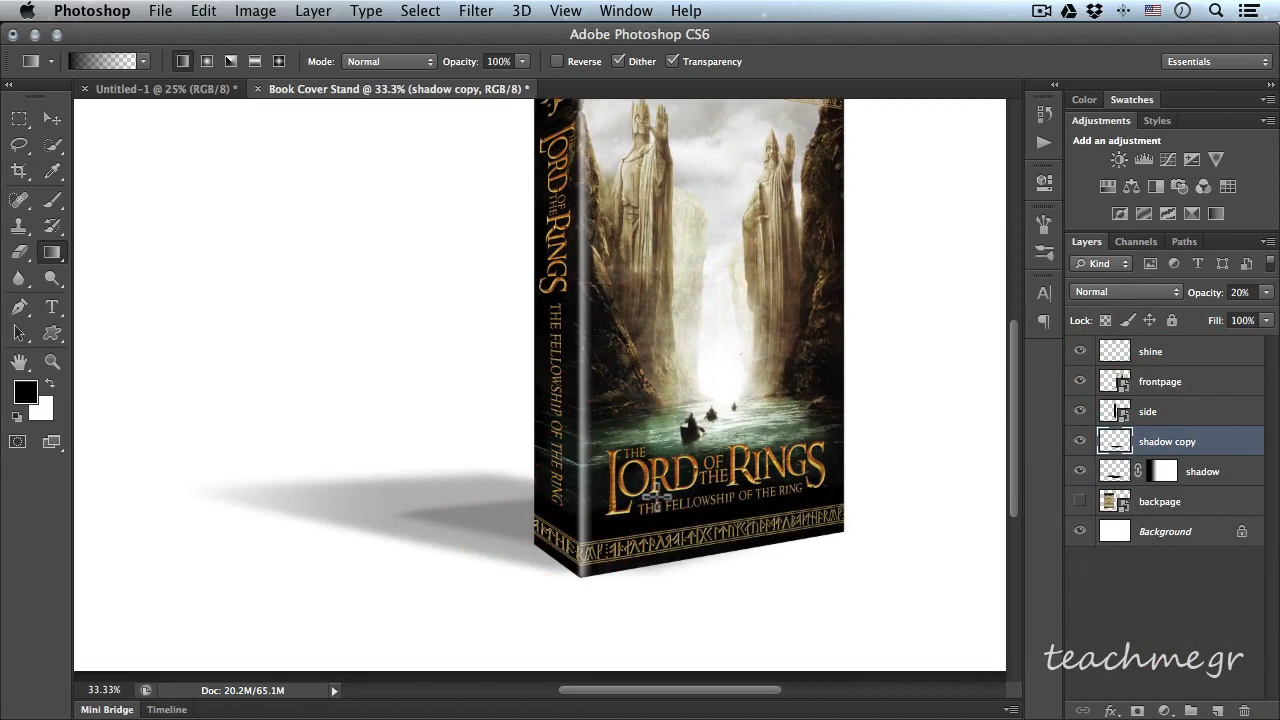 Photoshop File Edit Image Layer Type Select Filter 3D View Window Help
Adobe Photoshop CS6
Mode: Normal Opacity: 100% Reverse Dither Transparency Essentials
Untitled-1 @ 25% (RGB/8) * Book Cover Stand @ 33.3% (shadow copy, RGB/8) *
Color Swatches
Adjustments Styles
Add an adjustment
Layers Channels Paths
Kind
Normal Opacity: 20%
Lock: Fill: 100%
shine
frontpage
side
shadow copy
shadow
backpage
Background
THE
LORD OF THE RINGS
THE FELLOWSHIP OF THE RING
THE
LORD OF THE RINGS
THE FELLOWSHIP OF THE RING
teachmegr
33.33% Doc: 20.2M/65.1M
Mini Bridge Timeline